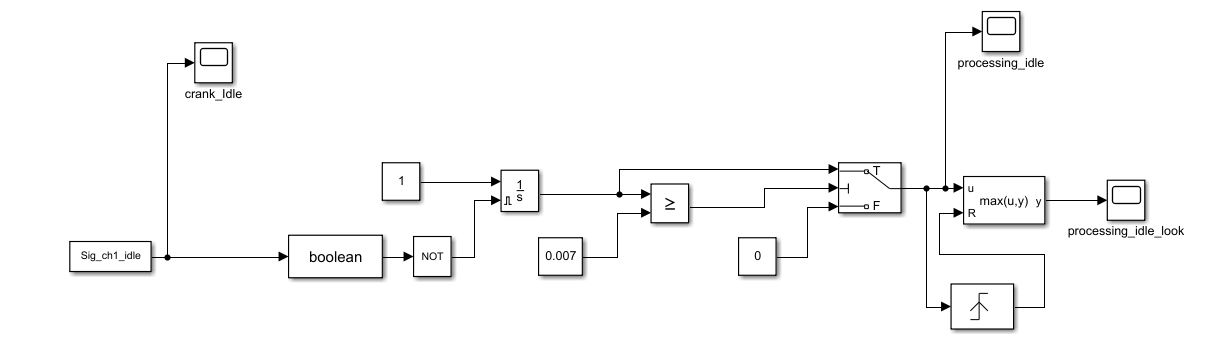 processing_idle
crank_Idle
1
1
s
T
F
u
R
max(u,y)
y
≥
processing_idle_look
Sig_ch1_idle
boolean
NOT
0.007
0